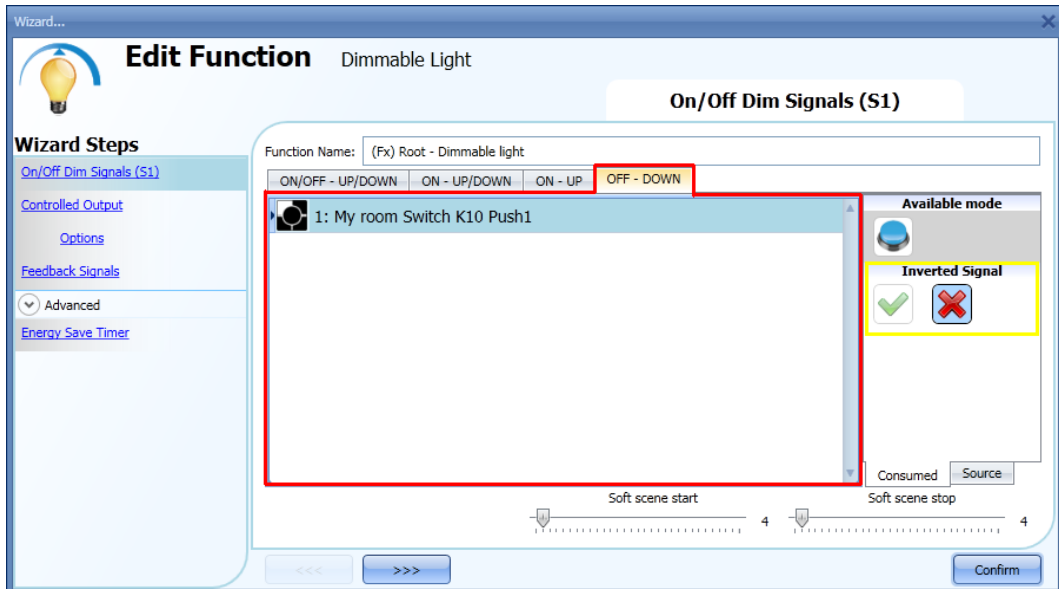 Wizard...
Edit Function Dimmable Light
On/Off Dim Signals (S1)
Wizard Steps
On/Off Dim Signals (S1)
Controlled Output
Options
Feedback Signals
Advanced
Energy Save Timer
Function Name: (Fx) Root - Dimmable light
ON/OFF - UP/DOWN ON - UP/DOWN ON - UP OFF - DOWN
1: My room Switch K10 Push1
Available mode
Inverted Signal
Consumed Source
Soft scene start 4
Soft scene stop 4
<<< >>> Confirm